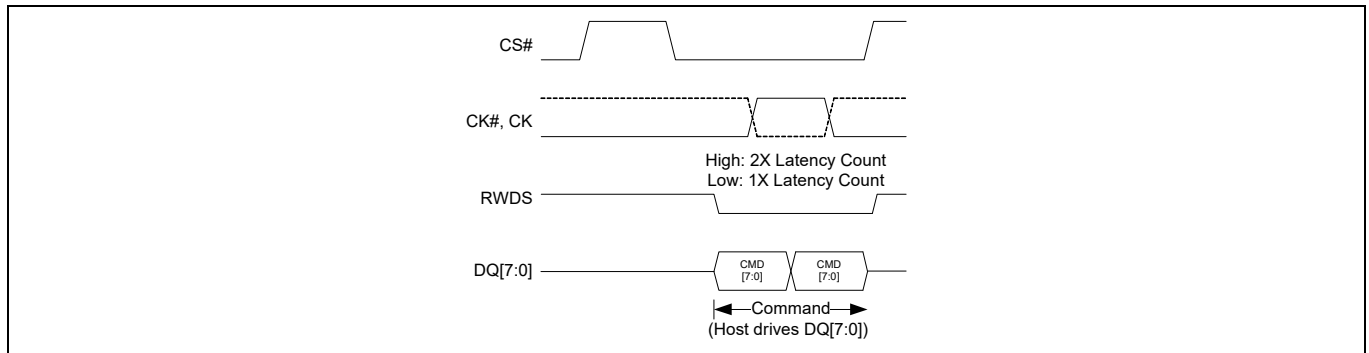 CS#
CK#, CK
High: 2X Latency Count
Low: 1X Latency Count
RWDS
DQ[7:0]
CMD
[7:0]
CMD
[7:0]
Command
(Host drives DQ[7:0])